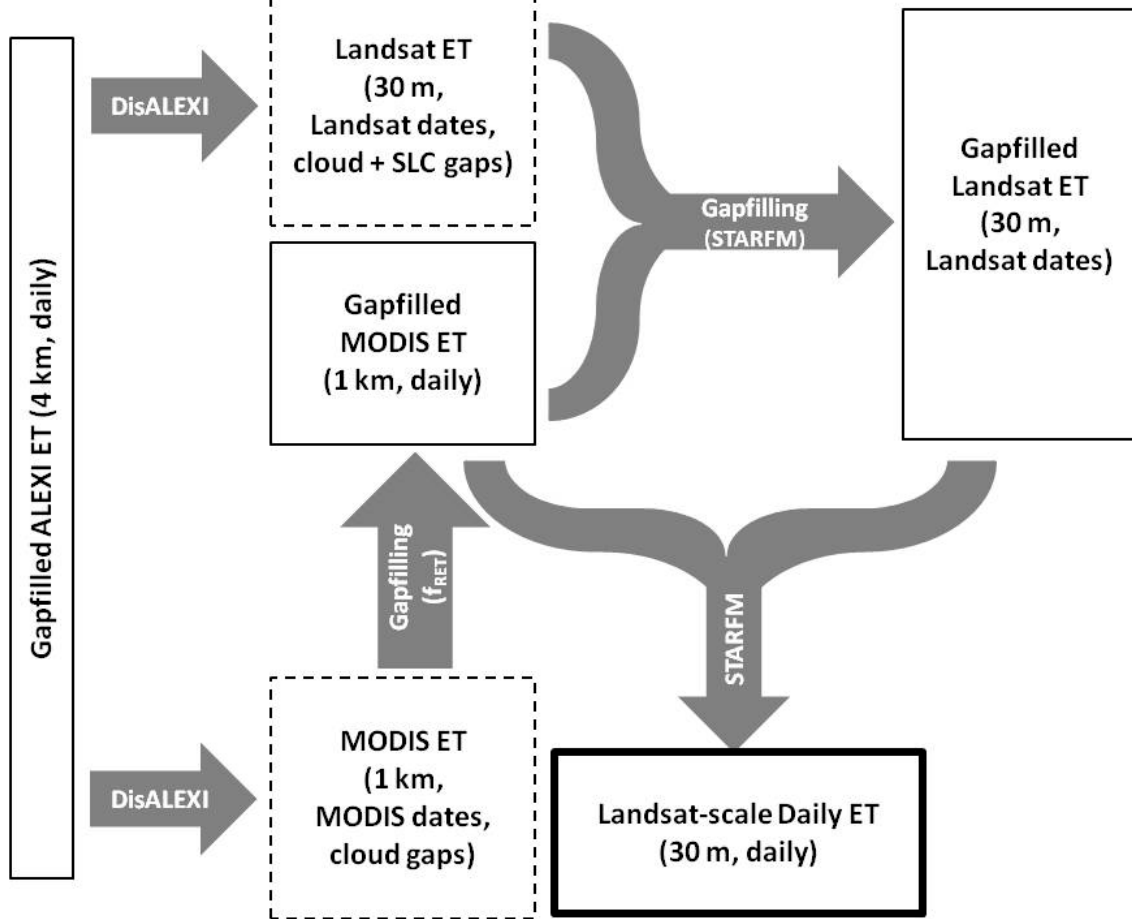 Gapfilled ALEXI ET (4 km, daily)
DisALEXI
Landsat ET
(30 m,
Landsat dates,
cloud + SLC gaps)
Gapfilled
MODIS ET
(1 km, daily)
Gapfilling
(STARFM)
Gapfilled
Landsat ET
(30 m,
Landsat dates)
Gapfilling
(fRET)
STARFM
DisALEXI
MODIS ET
(1 km,
MODIS dates,
cloud gaps)
Landsat-scale Daily ET
(30 m, daily)